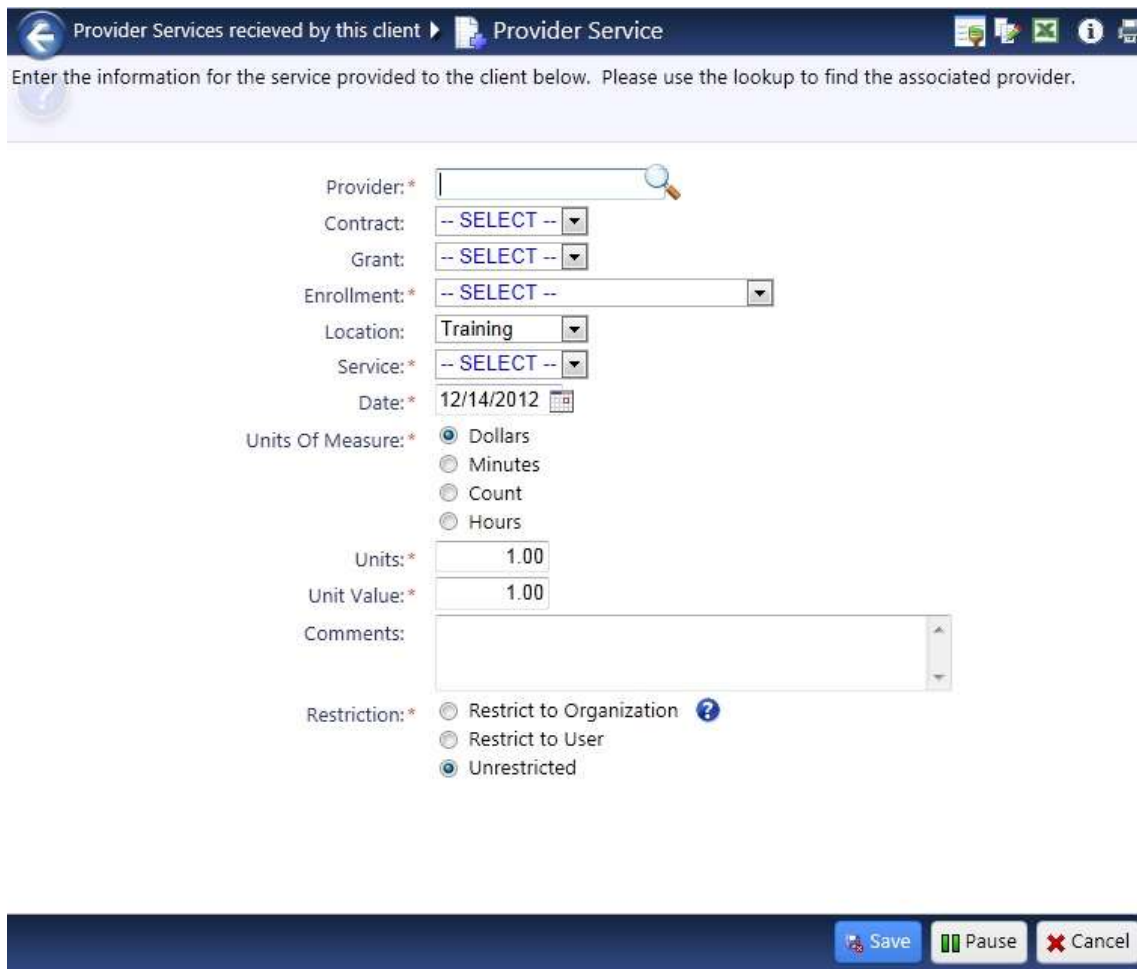 Provider Services recieved by this client Provider Service
Enter the information for the service provided to the client below. Please use the lookup to find the associated provider.
Provider:*
Contract: -- SELECT --
Grant: -- SELECT --
Enrollment:* -- SELECT --
Location: Training
Service:* -- SELECT --
Date:* 12/14/2012
Units Of Measure:* Dollars
Minutes
Count
Hours
Units:* 1.00
Unit Value:* 1.00
Comments:
Restriction:* Restrict to Organization
Restrict to User
Unrestricted
Save Pause Cancel